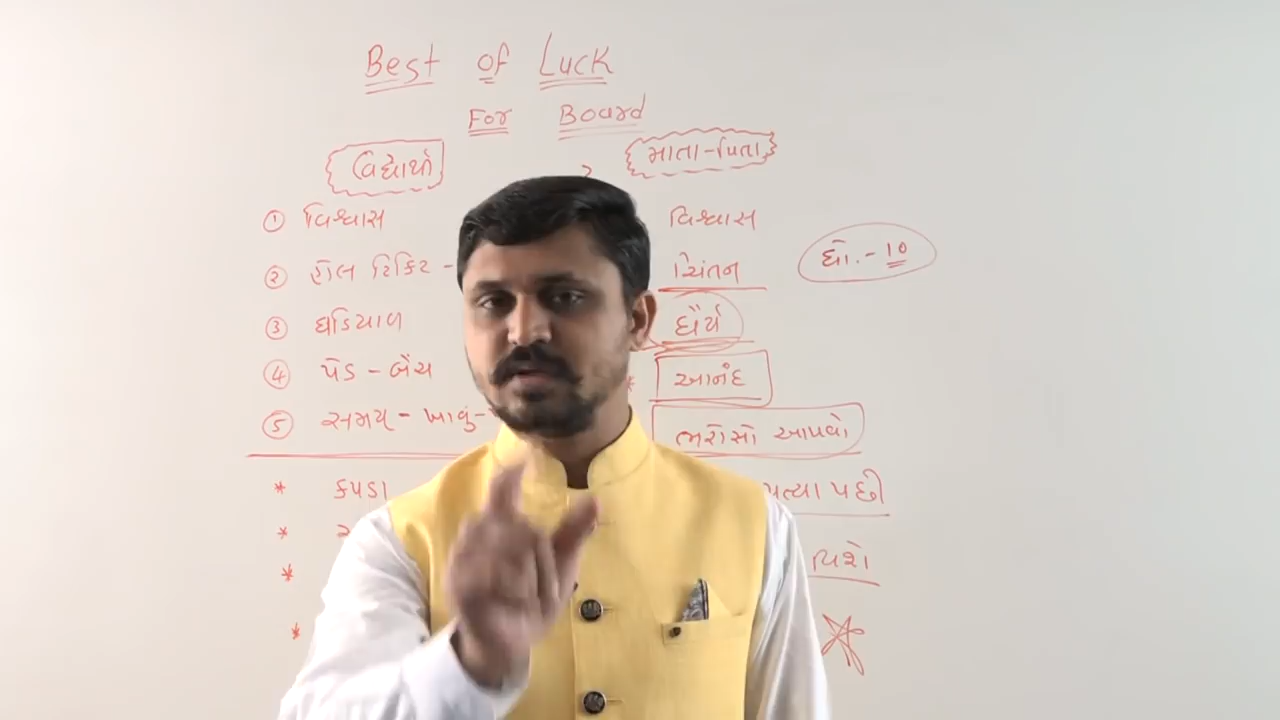 Best of Luck
For Board
વિદ્યાર્થી માતા-પિતા
① વિશ્વાસ વિશ્વાસ
② હોલ ટિકિટ - ચિંતન
ધો.-10
③ ઘડિયાળ ધૈર્ય
④ પેડ - બેંચ * આનંદ
⑤ સમય - ખાવું- ભરોસો આપવો
* કપડા પછી
*
*
*